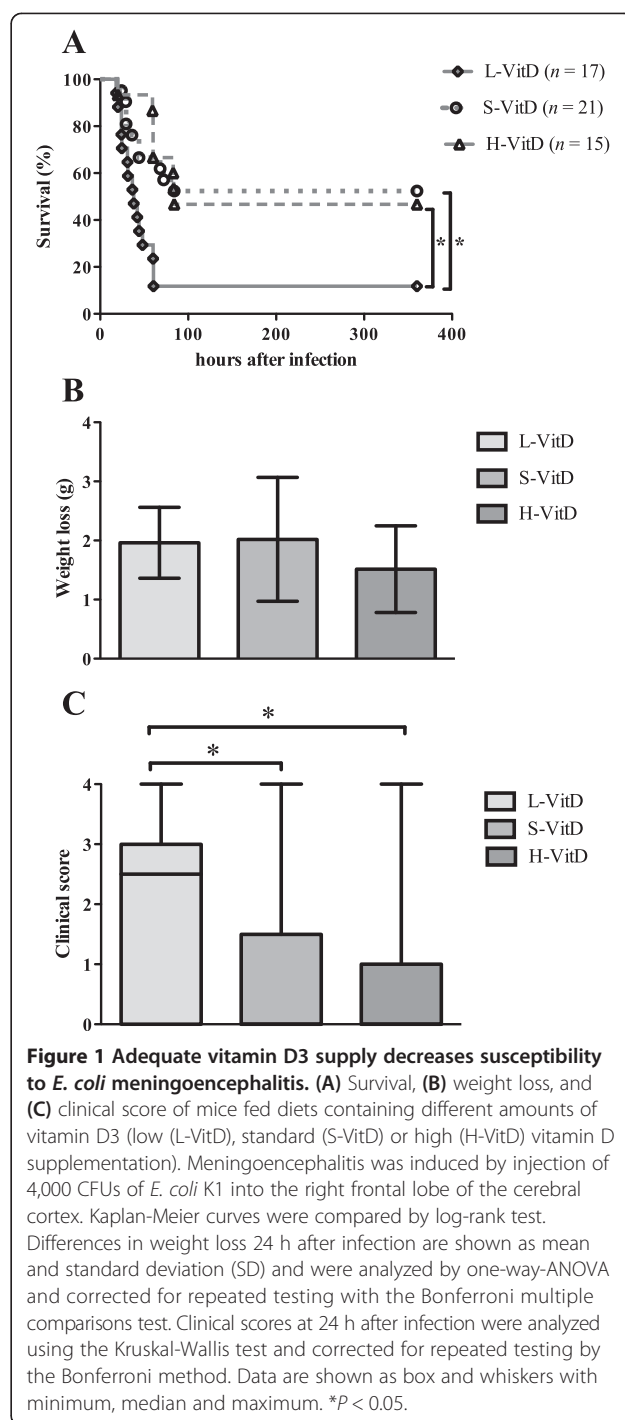 A
L-VitD (n = 17)
S-VitD (n = 21)
H-VitD (n = 15)
Survival (%)
100
80
60
40
20
0
* *
0 100 200 300 400
hours after infection
B
Weight loss (g)
4
3
2
1
0
L-VitD
S-VitD
H-VitD
C
*
*
Clinical score
4
3
2
1
0
L-VitD
S-VitD
H-VitD
Figure 1 Adequate vitamin D3 supply decreases susceptibility
to E. coli meningoencephalitis. (A) Survival, (B) weight loss, and
(C) clinical score of mice fed diets containing different amounts of
vitamin D3 (low (L-VitD), standard (S-VitD) or high (H-VitD) vitamin D
supplementation). Meningoencephalitis was induced by injection of
4,000 CFUs of E. coli K1 into the right frontal lobe of the cerebral
cortex. Kaplan-Meier curves were compared by log-rank test.
Differences in weight loss 24 h after infection are shown as mean
and standard deviation (SD) and were analyzed by one-way-ANOVA
and corrected for repeated testing with the Bonferroni multiple
comparisons test. Clinical scores at 24 h after infection were analyzed
using the Kruskal-Wallis test and corrected for repeated testing by
the Bonferroni method. Data are shown as box and whiskers with
minimum, median and maximum. *P < 0.05.